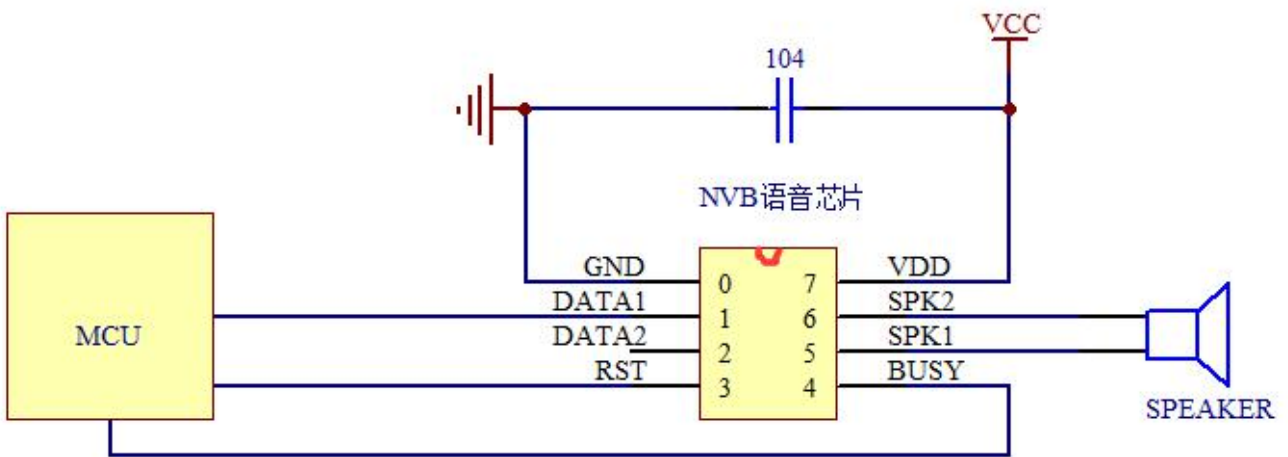 VCC
104
NVB语音芯片
GND 0 7 VDD
DATA1 1 6 SPK2
MCU
DATA2 2 5 SPK1
RST 3 4 BUSY
SPEAKER